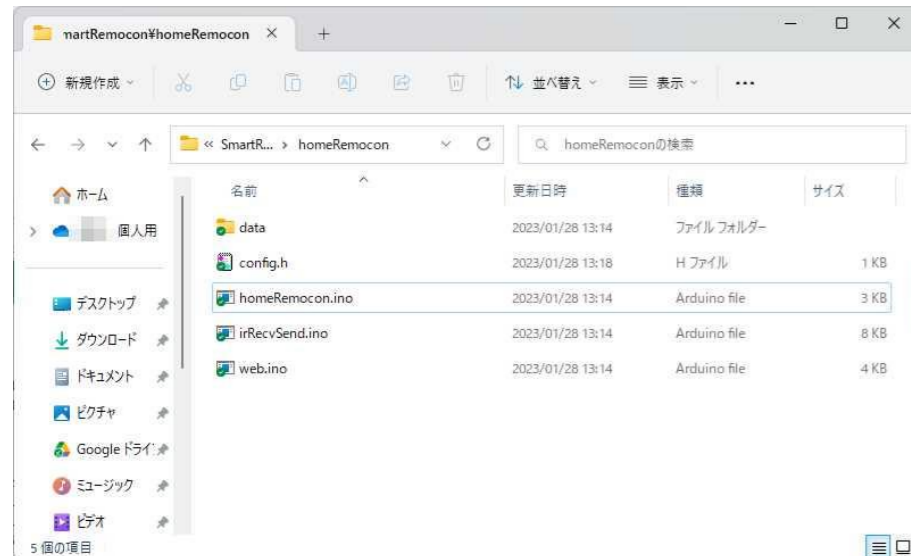 martRemocon¥homeRemocon
新規作成
並べ替え
表示
« SmartR... › homeRemocon
homeRemoconの検索
名前 更新日時 種類 サイズ
ホーム
個人用
デスクトップ
ダウンロード
ドキュメント
ピクチャ
Google ドライ
ミュージック
ビデオ
data 2023/01/28 13:14 ファイル フォルダー
config.h 2023/01/28 13:18 H ファイル 1 KB
homeRemocon.ino 2023/01/28 13:14 Arduino file 3 KB
irRecvSend.ino 2023/01/28 13:14 Arduino file 8 KB
web.ino 2023/01/28 13:14 Arduino file 4 KB
5 個の項目